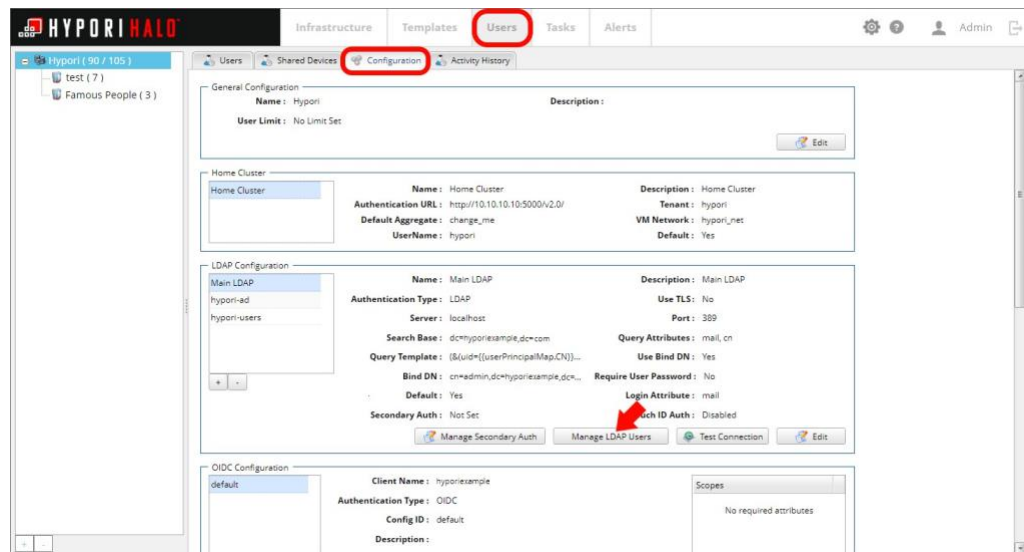 HYPORI HALO
Infrastructure Templates Users Tasks Alerts
Admin
Hypori ( 90 / 105 )
test ( 7 )
Famous People ( 3 )
Users Shared Devices Configuration Activity History
General Configuration
Name : Hypori Description :
User Limit : No Limit Set
Edit
Home Cluster
Home Cluster
Name : Home Cluster Description : Home Cluster
Authentication URL : http://10.10.10.10:5000/v2.0/ Tenant : hypori
Default Aggregate : change_me VM Network : hypori_net
UserName : hypori Default : Yes
LDAP Configuration
Main LDAP
hypori-ad
hypori-users
Name : Main LDAP Description : Main LDAP
Authentication Type : LDAP Use TLS : No
Server : localhost Port : 389
Search Base : dc=hyporiexample,dc=com Query Attributes : mail, cn
Query Template : (&(uid={{userPrincipalMap.CN}}... Use Bind DN : Yes
Bind DN : cn=admin,dc=hyporiexample,dc=... Require User Password : No
Default : Yes Login Attribute : mail
Secondary Auth : Not Set uch ID Auth : Disabled
+ -
Manage Secondary Auth Manage LDAP Users Test Connection Edit
OIDC Configuration
default
Client Name : hyporiexample
Authentication Type : OIDC
Config ID : default
Description :
Scopes
No required attributes
+ -